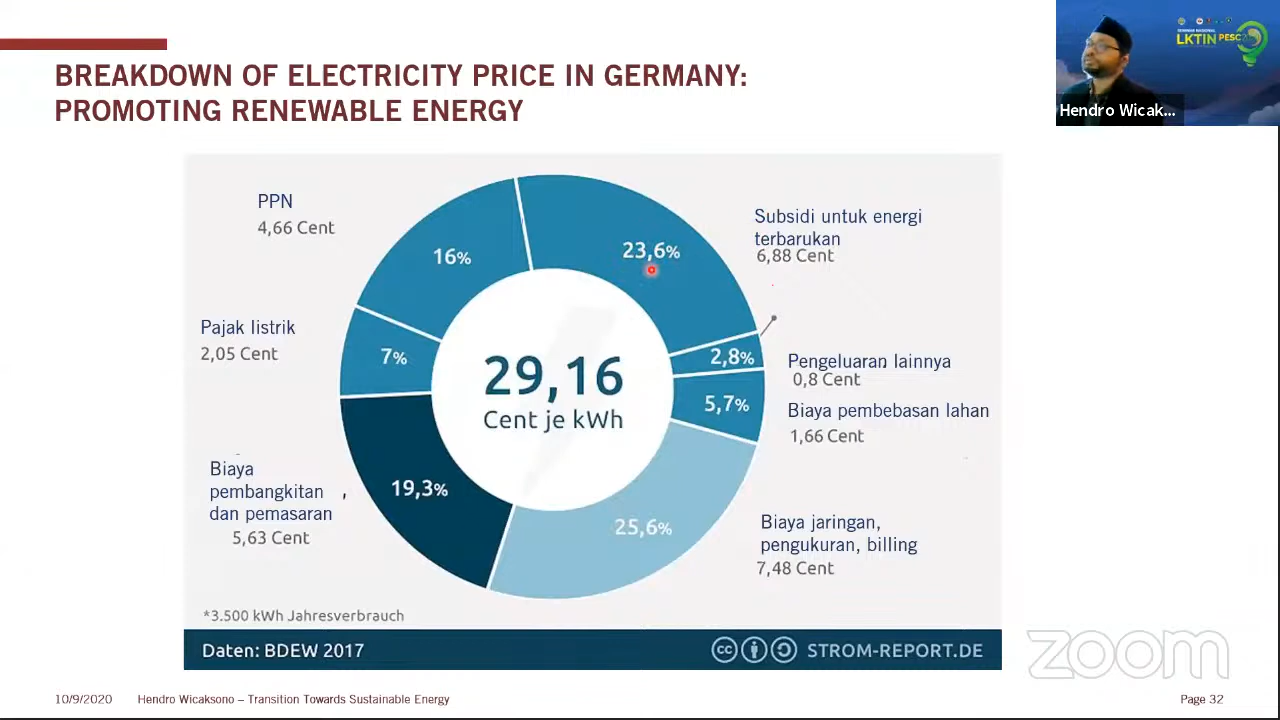 BREAKDOWN OF ELECTRICITY PRICE IN GERMANY:
PROMOTING RENEWABLE ENERGY
LKTIN PESC
Hendro Wicak...
PPN
4,66 Cent
16%
23,6%
Subsidi untuk energi
terbarukan
6,88 Cent
Pajak listrik
2,05 Cent
7%
29,16
Cent je kWh
2,8%
Pengeluaran lainnya
0,8 Cent
5,7%
Biaya pembebasan lahan
1,66 Cent
Biaya
pembangkitan
dan pemasaran
5,63 Cent
19,3%
25,6%
Biaya jaringan,
pengukuran, billing
7,48 Cent
*3.500 kWh Jahresverbrauch
Daten: BDEW 2017
cc
STROM-REPORT.DE
zoom
10/9/2020
Hendro Wicaksono – Transition Towards Sustainable Energy
Page 32